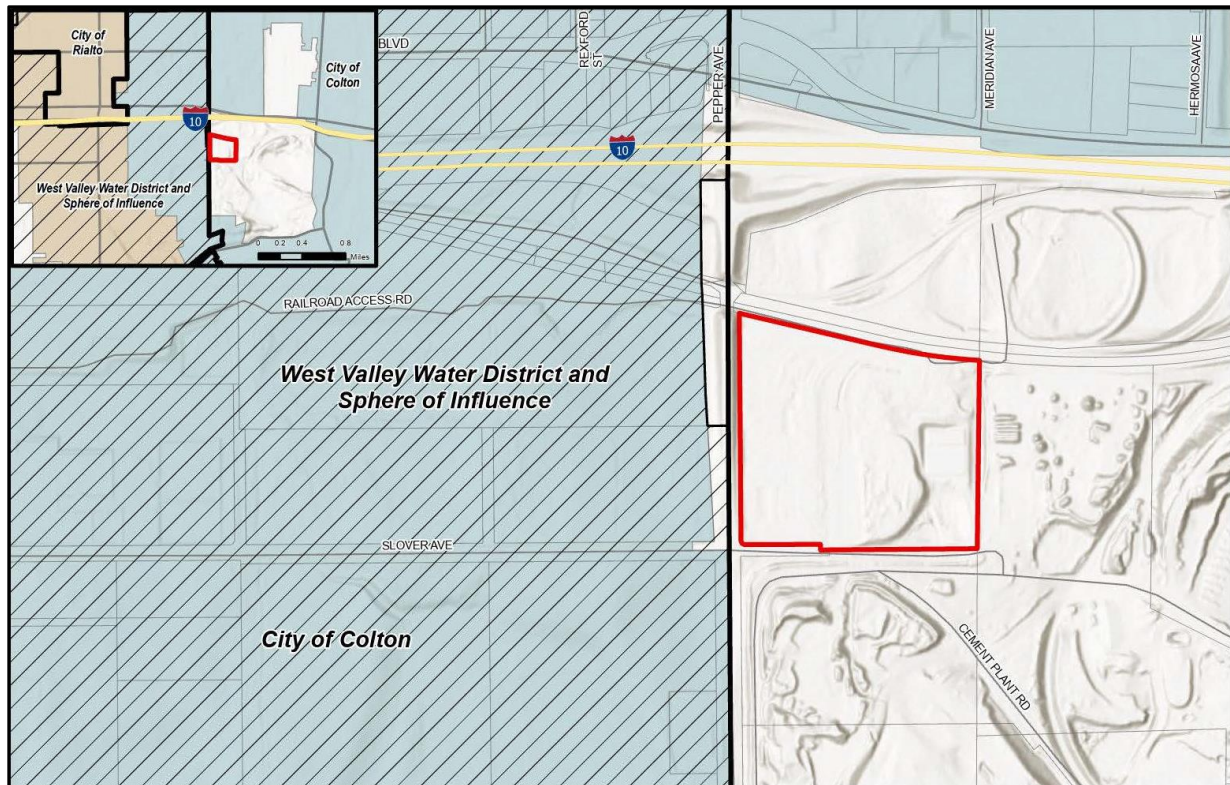 City of
Rialto
City of
Colton
10
West Valley Water District and
Sphere of Influence
0 0 2 0 4 0 8
Miles
BLVD
REXFORD
ST
PEPPER AVE
MERIDIAN AVE
HERMOSA AVE
10
RAILROAD ACCESS RD
West Valley Water District and
Sphere of Influence
SLOVER AVE
City of Colton
CEMENT PLANT RD